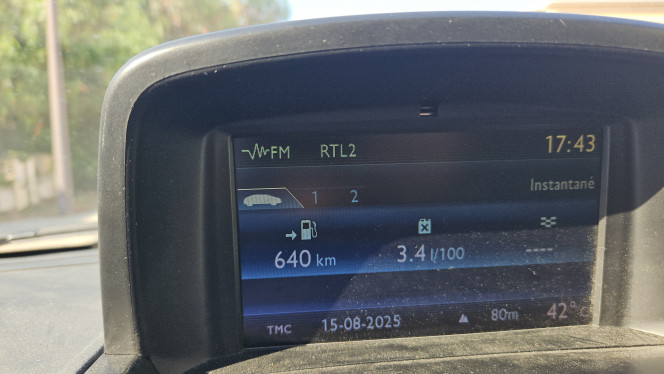 FM RTL2 17:43
Instantané
1 2
640 km 3.4 l/100 ----
TMC 15-08-2025 80m 42°C